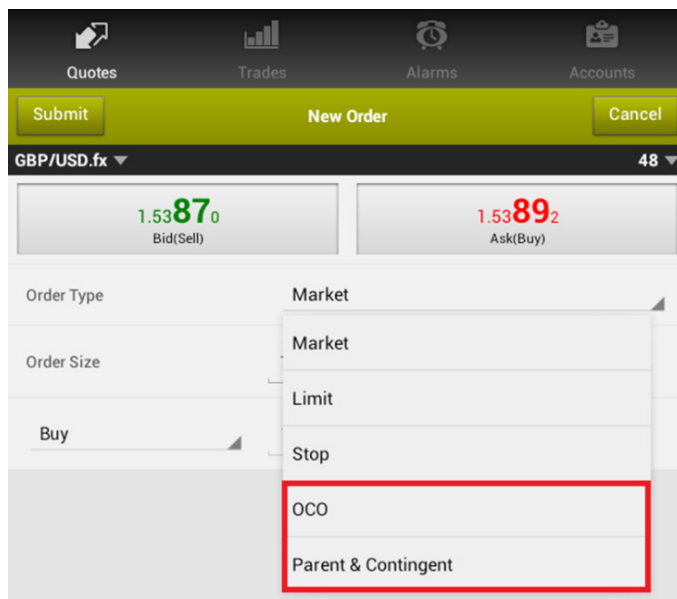 Quotes Trades Alarms Accounts
Submit New Order Cancel
GBP/USD.fx 48
1.53870 1.53892
Bid(Sell) Ask(Buy)
Order Type Market
Market
Order Size
Limit
Buy
Stop
OCO
Parent & Contingent